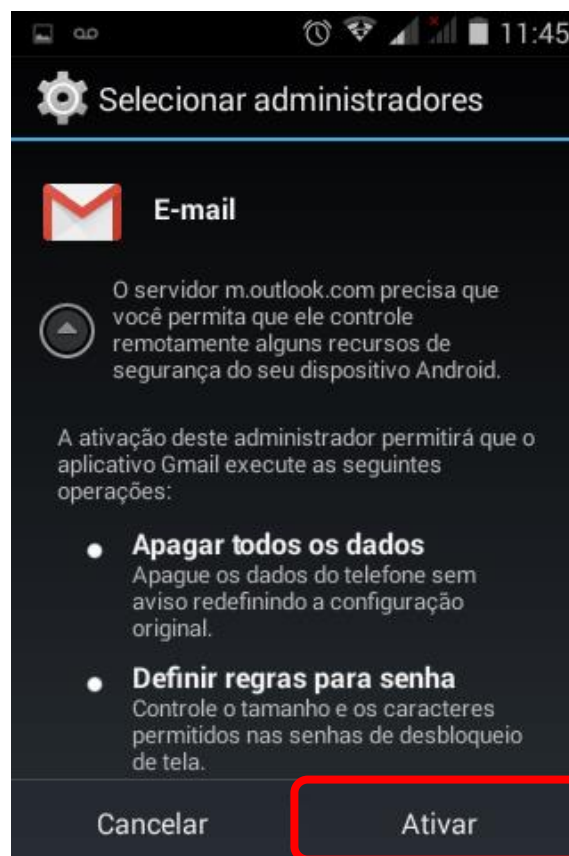 11:45
Selecionar administradores
E-mail
O servidor m.outlook.com precisa que
você permita que ele controle
remotamente alguns recursos de
segurança do seu dispositivo Android.
A ativação deste administrador permitirá que o
aplicativo Gmail execute as seguintes
operações:
Apagar todos os dados
Apague os dados do telefone sem
aviso redefinindo a configuração
original.
Definir regras para senha
Controle o tamanho e os caracteres
permitidos nas senhas de desbloqueio
de tela.
Cancelar
Ativar